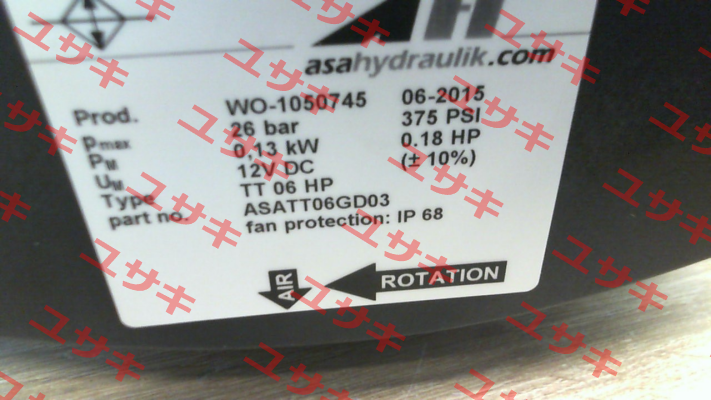 asahydraulik.com
Prod. WO-1050745 06-2015
Pmax 26 bar 375 PSI
PM 0,13 kW 0.18 HP
UM 12V DC (± 10%)
Type TT 06 HP
part no. ASATT06GD03
fan protection: IP 68
AIR
ROTATION
ユサキ